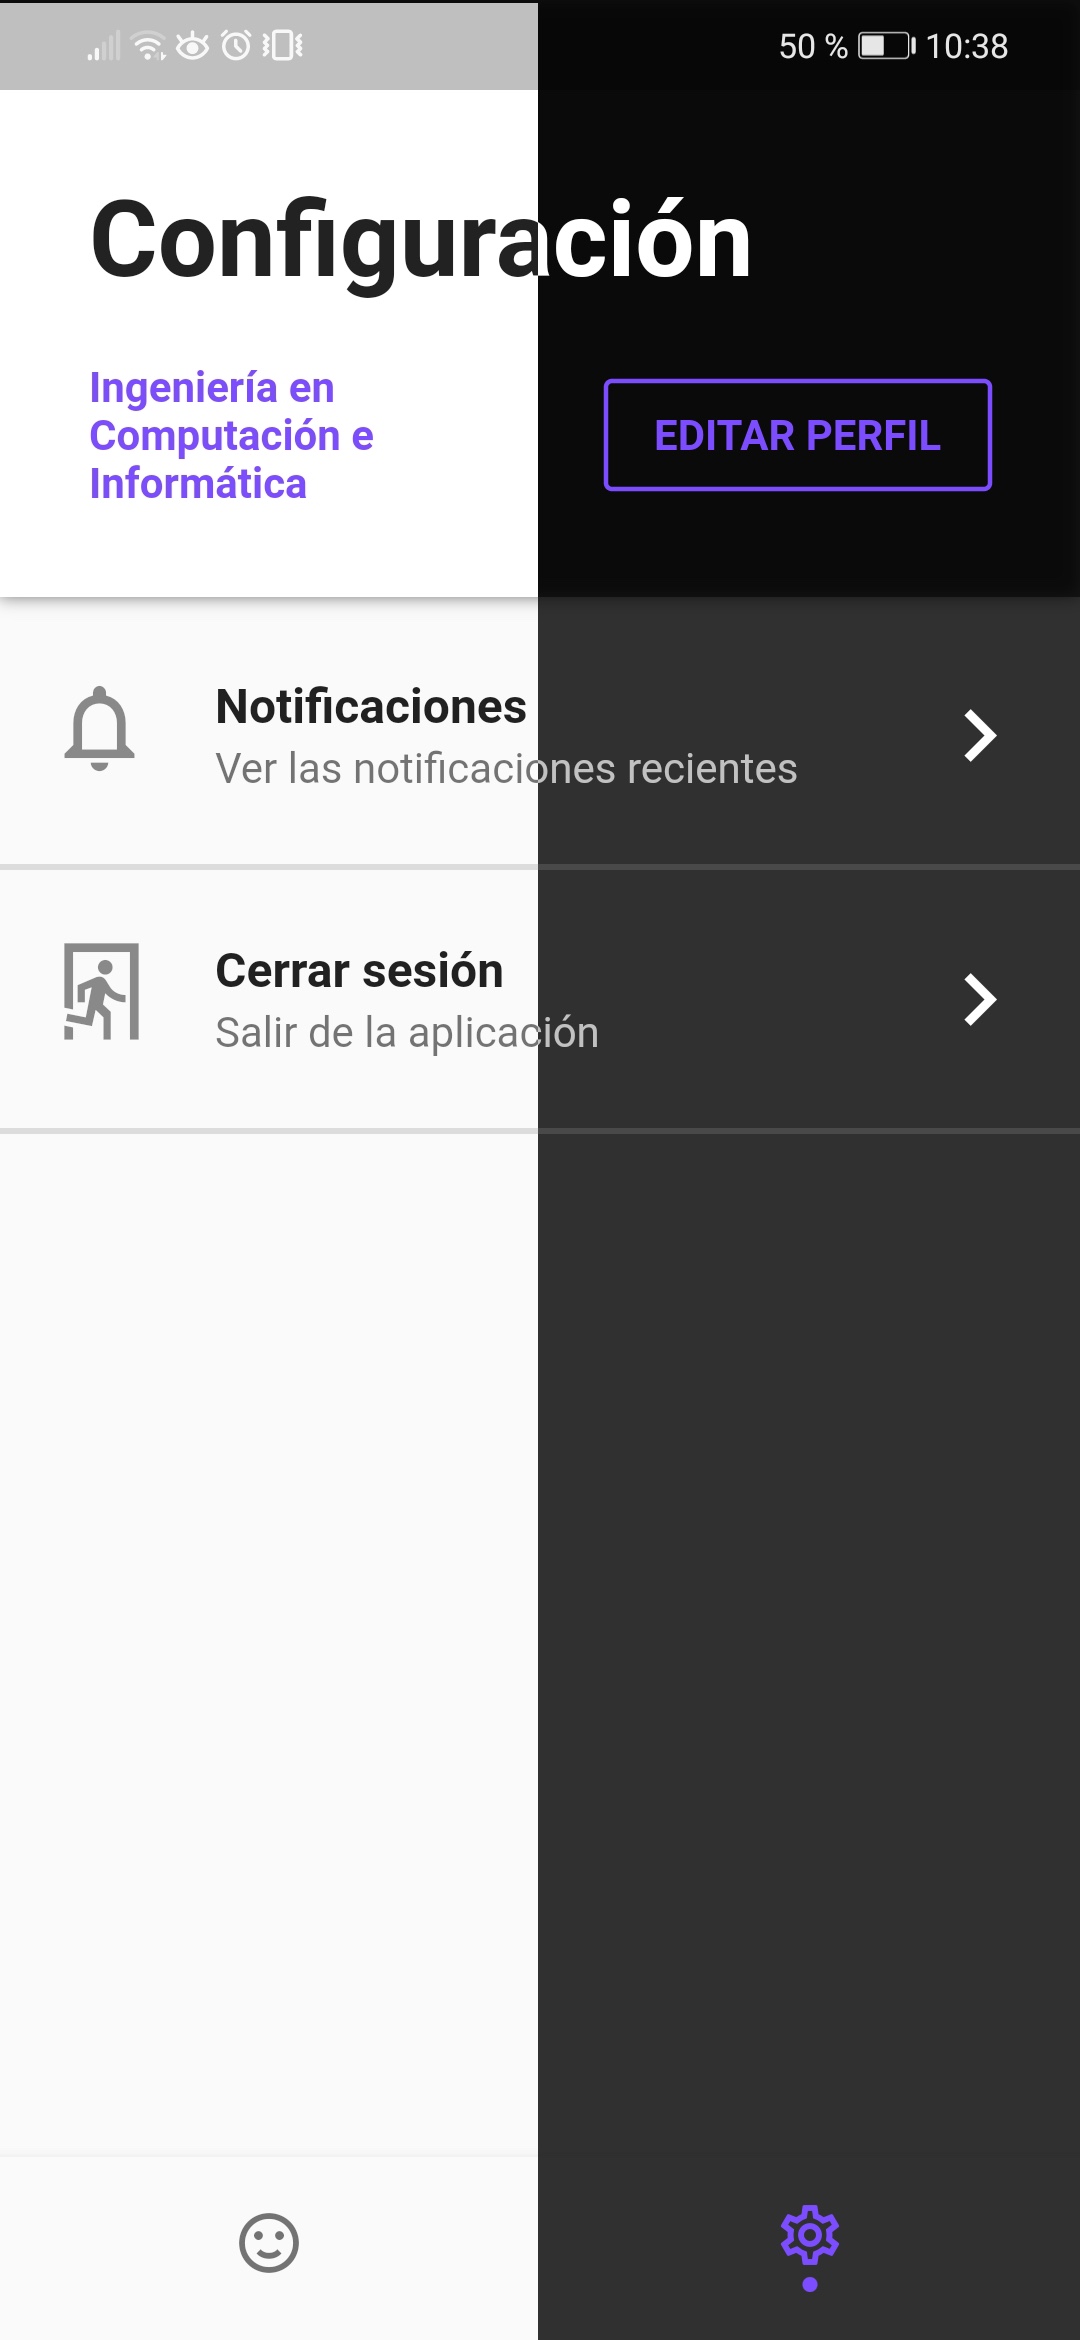 50 % 10:38
Configuración
Ingeniería en
Computación e
Informática
EDITAR PERFIL
Notificaciones
Ver las notificaciones recientes
Cerrar sesión
Salir de la aplicación